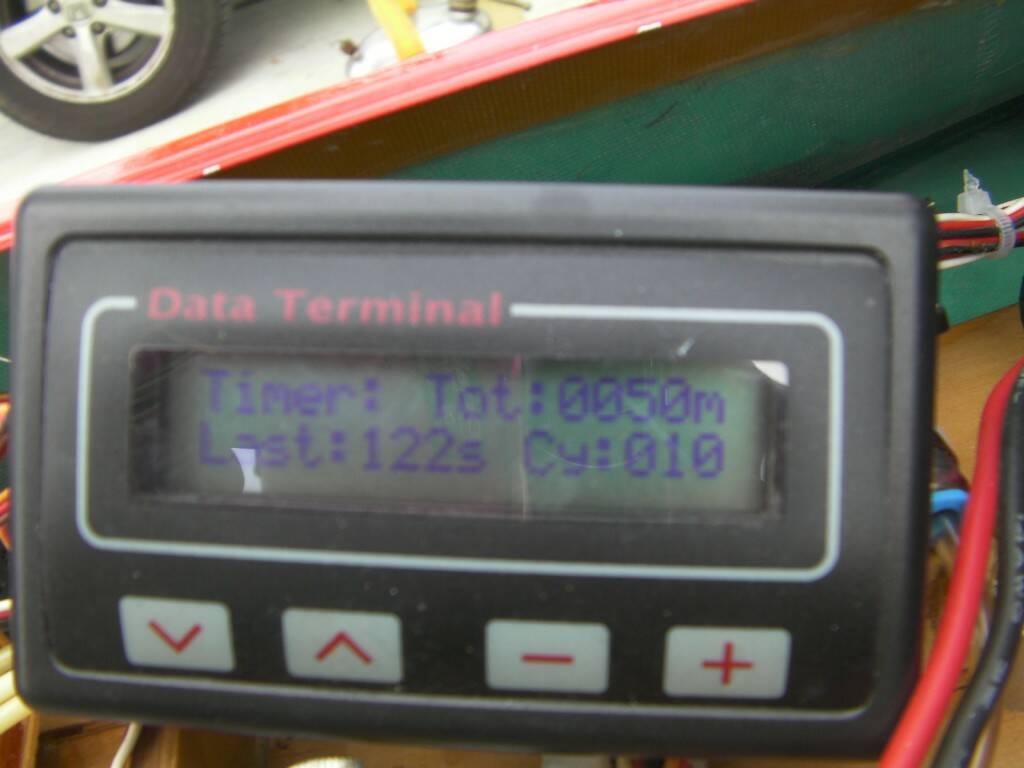 Data Terminal
Timer: Tot:0050m
Last:122s Cy:010